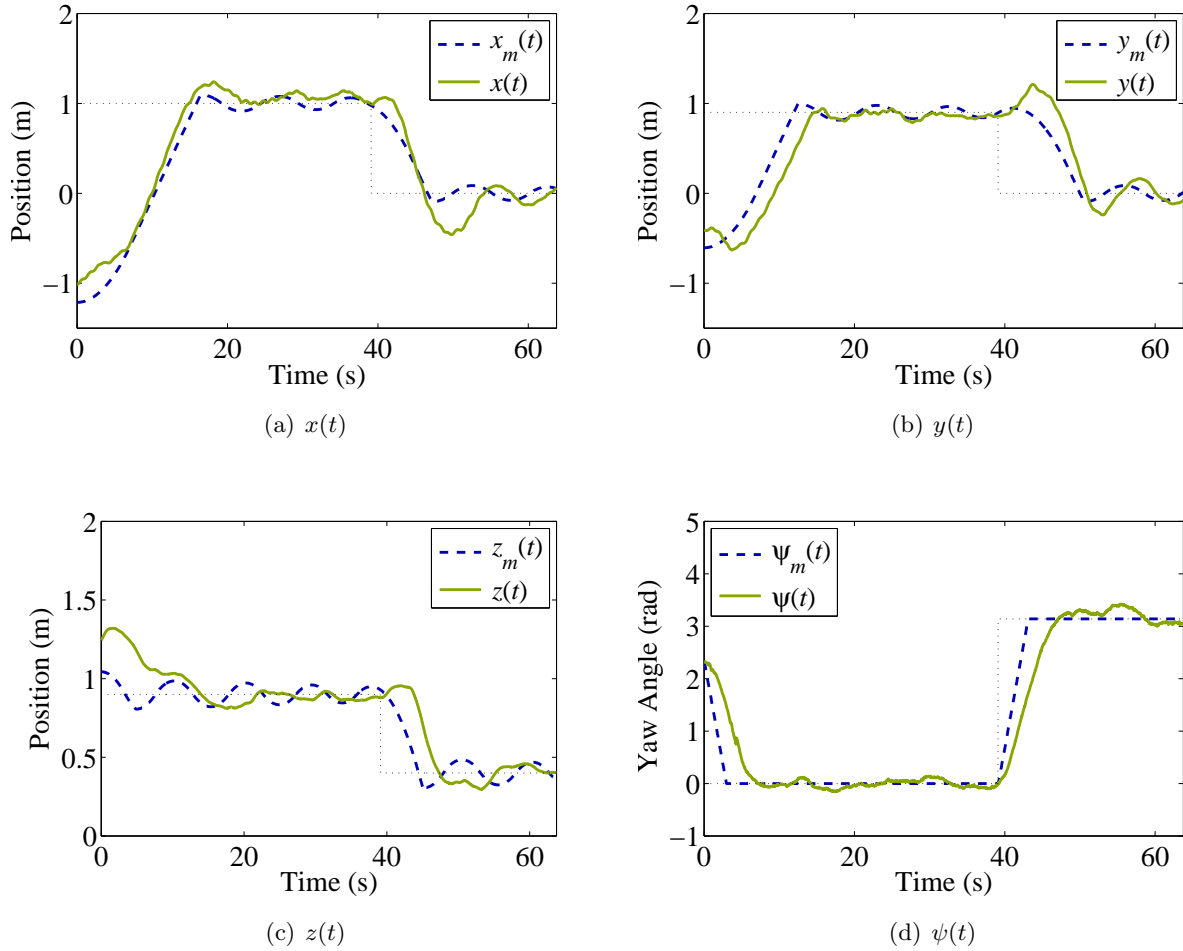 2
1
0
−1
Position (m)
0
20
40
60
Time (s)
x_m(t)
x(t)
(a) x(t)
2
1
0
−1
Position (m)
0
20
40
60
Time (s)
y_m(t)
y(t)
(b) y(t)
2
1.5
1
0.5
0
Position (m)
0
20
40
60
Time (s)
z_m(t)
z(t)
(c) z(t)
5
4
3
2
1
0
−1
Yaw Angle (rad)
0
20
40
60
Time (s)
ψ_m(t)
ψ(t)
(d) ψ(t)